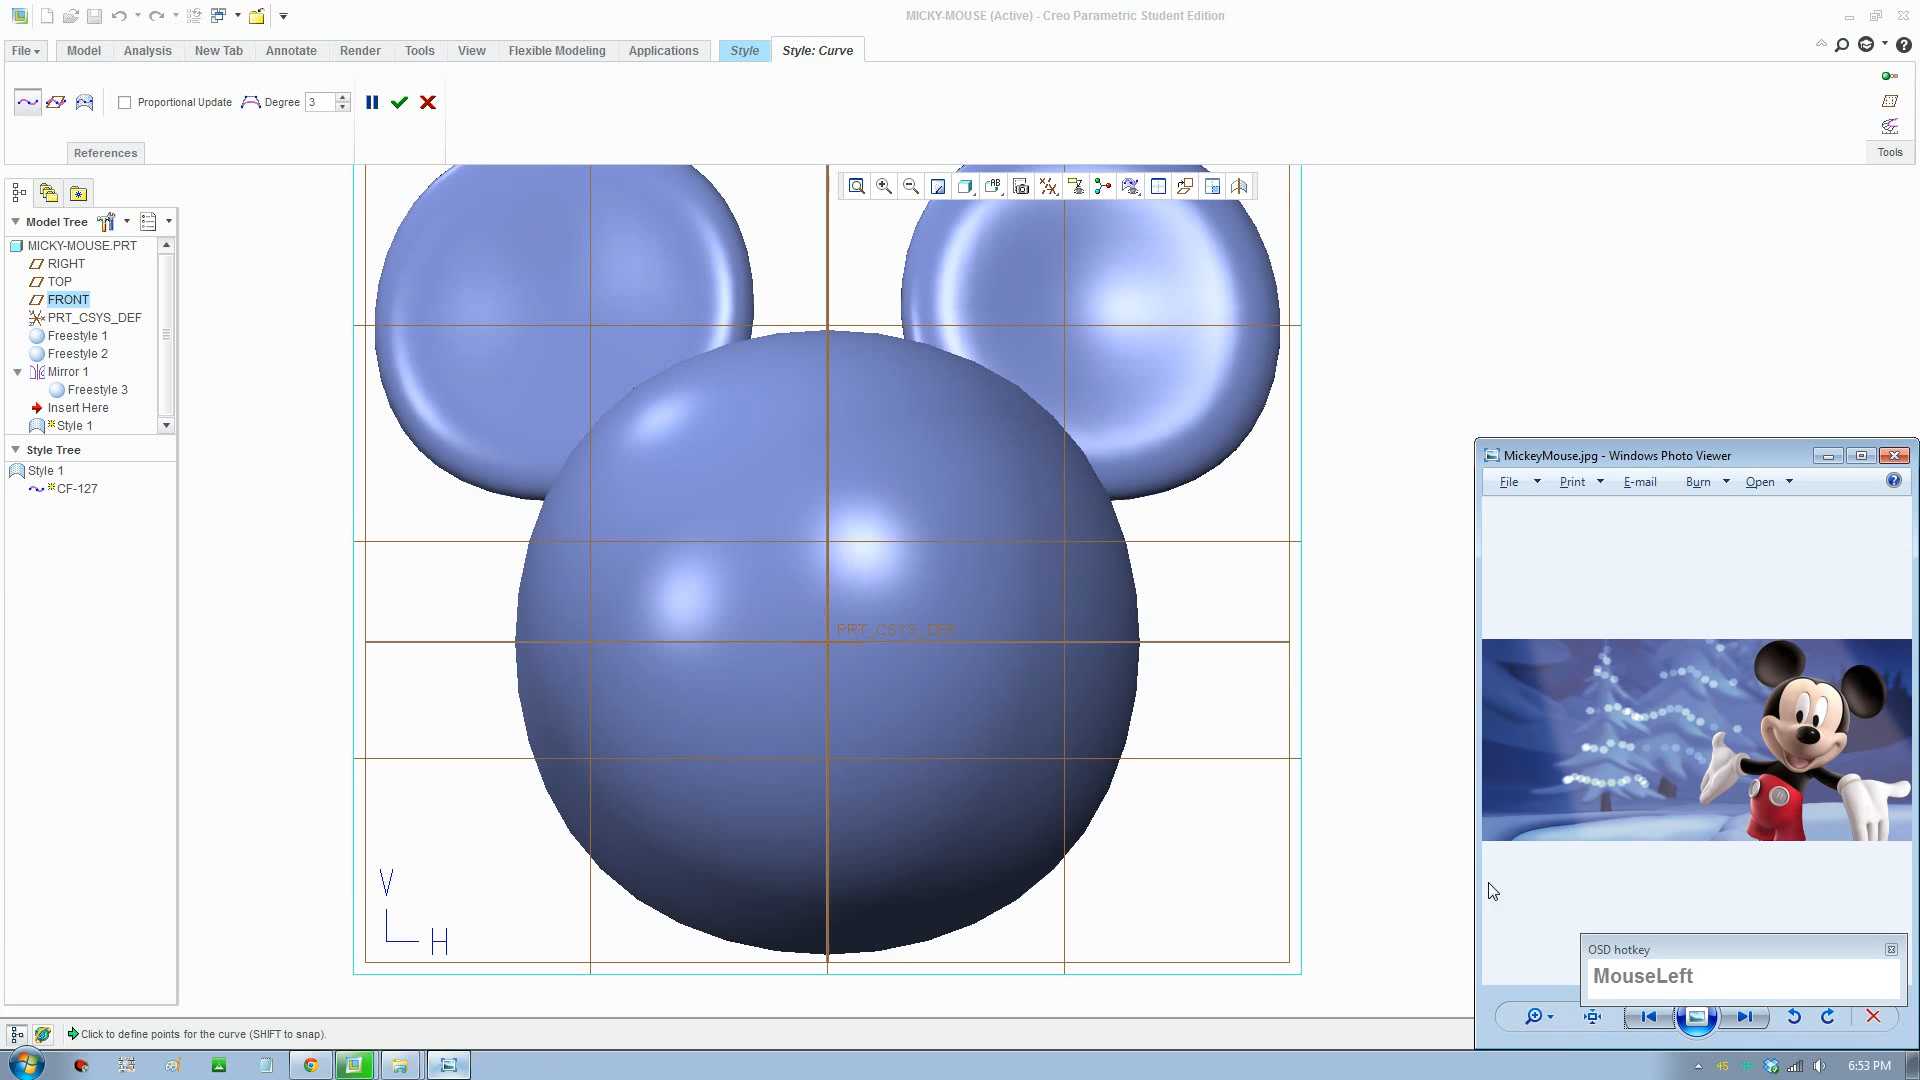 MICKY-MOUSE (Active) - Creo Parametric Student Edition
File Model Analysis New Tab Annotate Render Tools View Flexible Modeling Applications Style Style: Curve
Proportional Update Degree 3
References
Tools
Model Tree
MICKY-MOUSE.PRT
RIGHT
TOP
FRONT
PRT_CSYS_DEF
Freestyle 1
Freestyle 2
Mirror 1
Freestyle 3
Insert Here
Style 1
Style Tree
Style 1
CF-127
PRT_CSYS_DEF
V
H
MickeyMouse.jpg - Windows Photo Viewer
File Print E-mail Burn Open
OSD hotkey
MouseLeft
Click to define points for the curve (SHIFT to snap).
45
6:53 PM